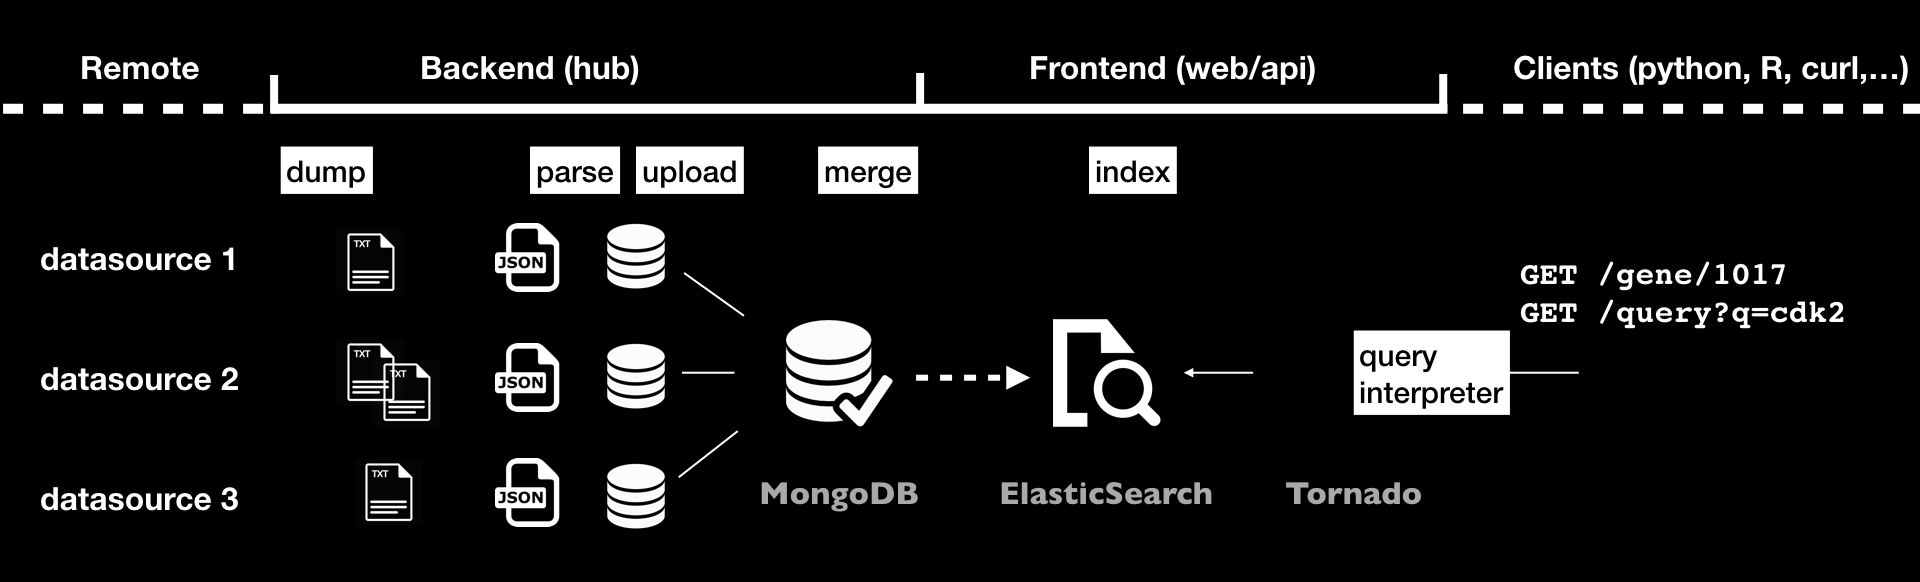 Remote
Backend (hub)
Frontend (web/api)
Clients (python, R, curl,...)
dump
parse
upload
merge
index
datasource 1
TXT
JSON
GET /gene/1017
GET /query?q=cdk2
datasource 2
TXT
TXT
JSON
query
interpreter
datasource 3
TXT
JSON
MongoDB
ElasticSearch
Tornado